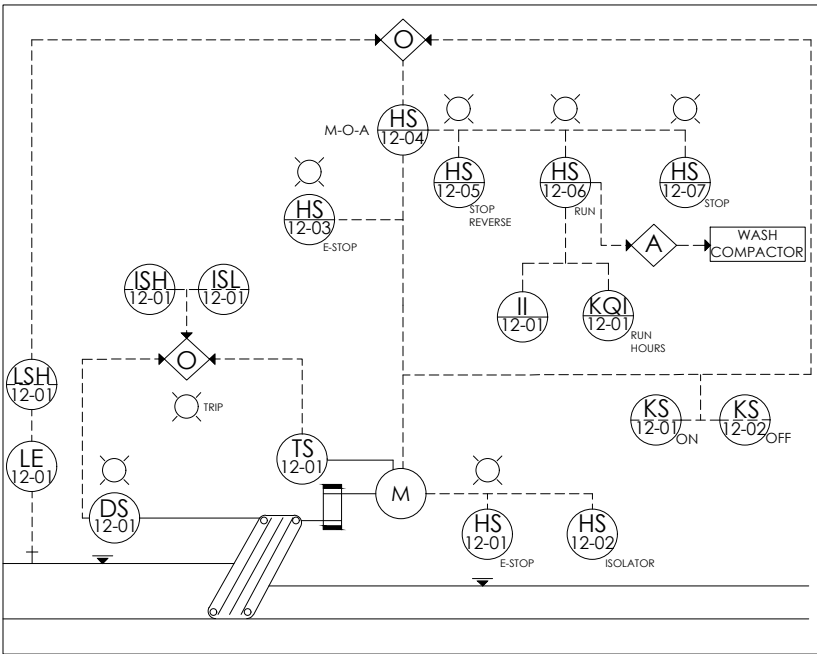 O
HS
12-04
M-O-A
HS
12-05
STOP
REVERSE
HS
12-06
RUN
HS
12-07
STOP
HS
12-03
E-STOP
A
WASH
COMPACTOR
ISH
12-01
ISL
12-01
II
12-01
KQI
12-01
RUN
HOURS
O
TRIP
LSH
12-01
KS
12-01
ON
KS
12-02
OFF
LE
12-01
TS
12-01
M
DS
12-01
HS
12-01
E-STOP
HS
12-02
ISOLATOR